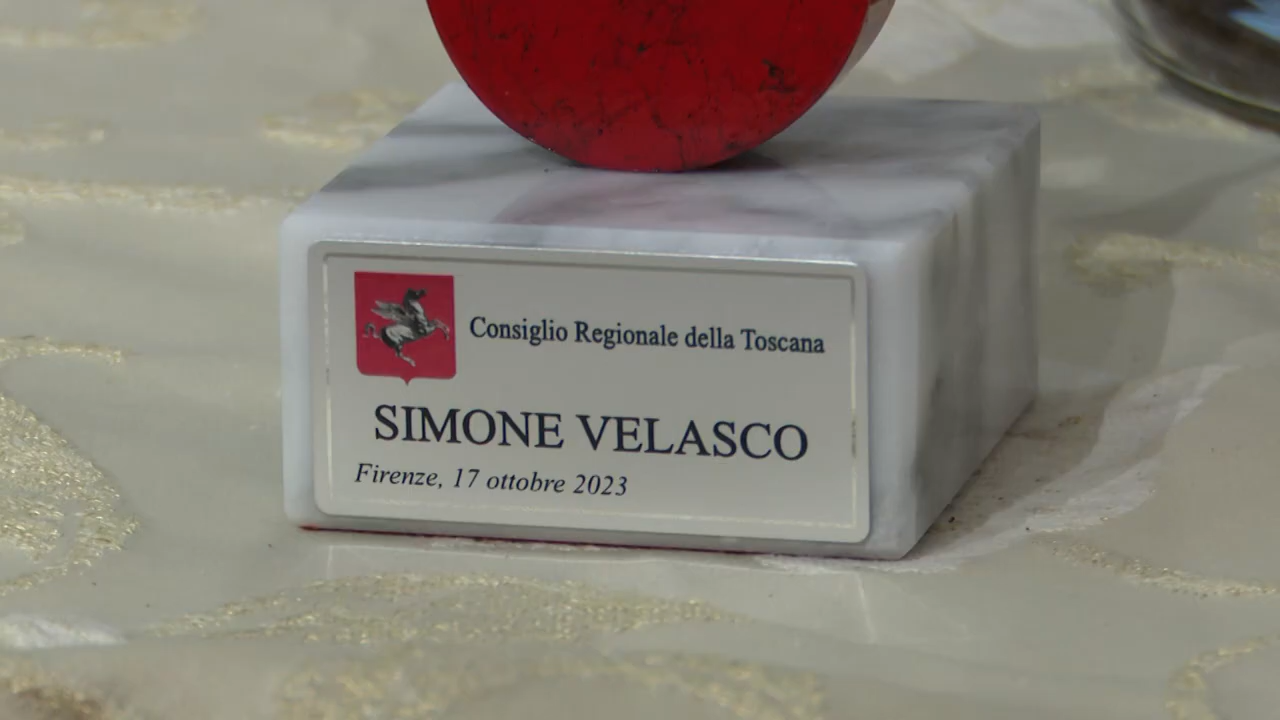 Consiglio Regionale della Toscana
SIMONE VELASCO
Firenze, 17 ottobre 2023